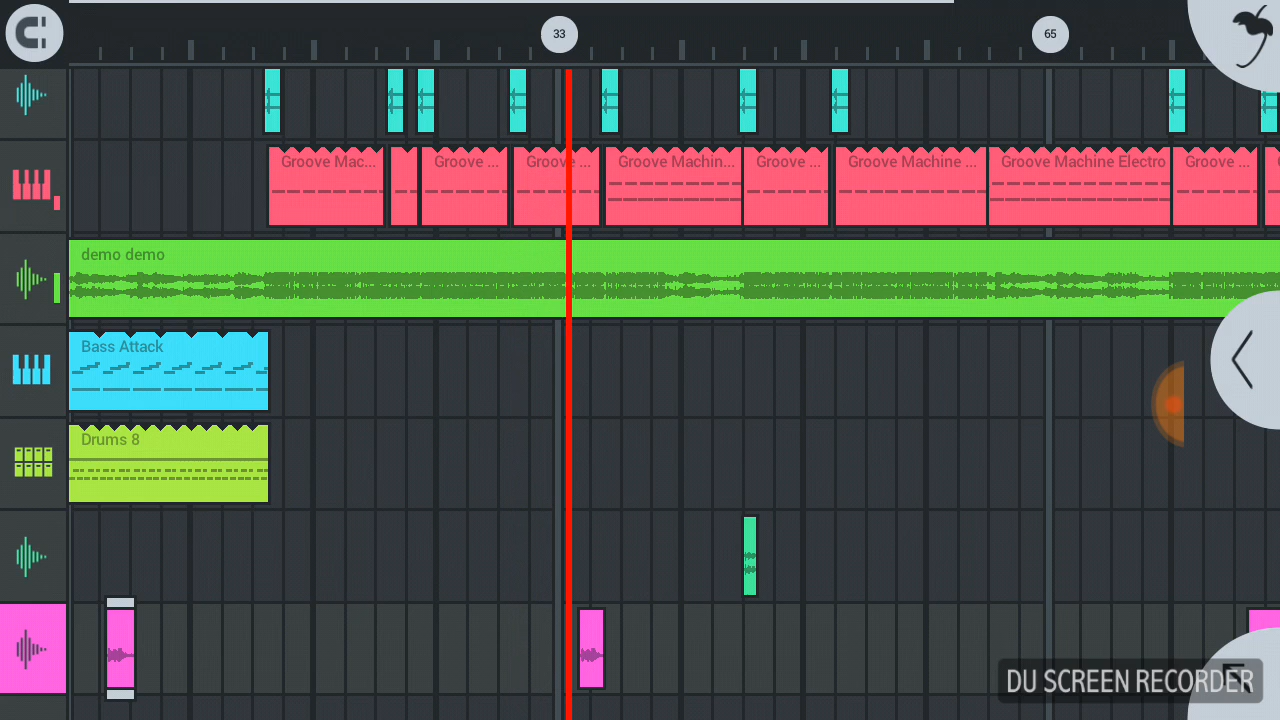 33
65
Groove Mac...
Groove ...
Groove ...
Groove Machin...
Groove ...
Groove Machine ...
Groove Machine Electro
Groove ...
demo demo
Bass Attack
Drums 8
DU SCREEN RECORDER